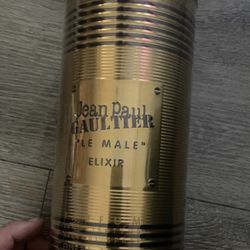 Jean Paul
GAULTIER
"LE MALE"
ELIXIR